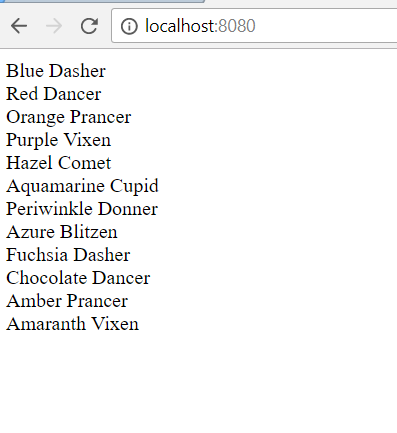 localhost:8080
Blue Dasher
Red Dancer
Orange Prancer
Purple Vixen
Hazel Comet
Aquamarine Cupid
Periwinkle Donner
Azure Blitzen
Fuchsia Dasher
Chocolate Dancer
Amber Prancer
Amaranth Vixen